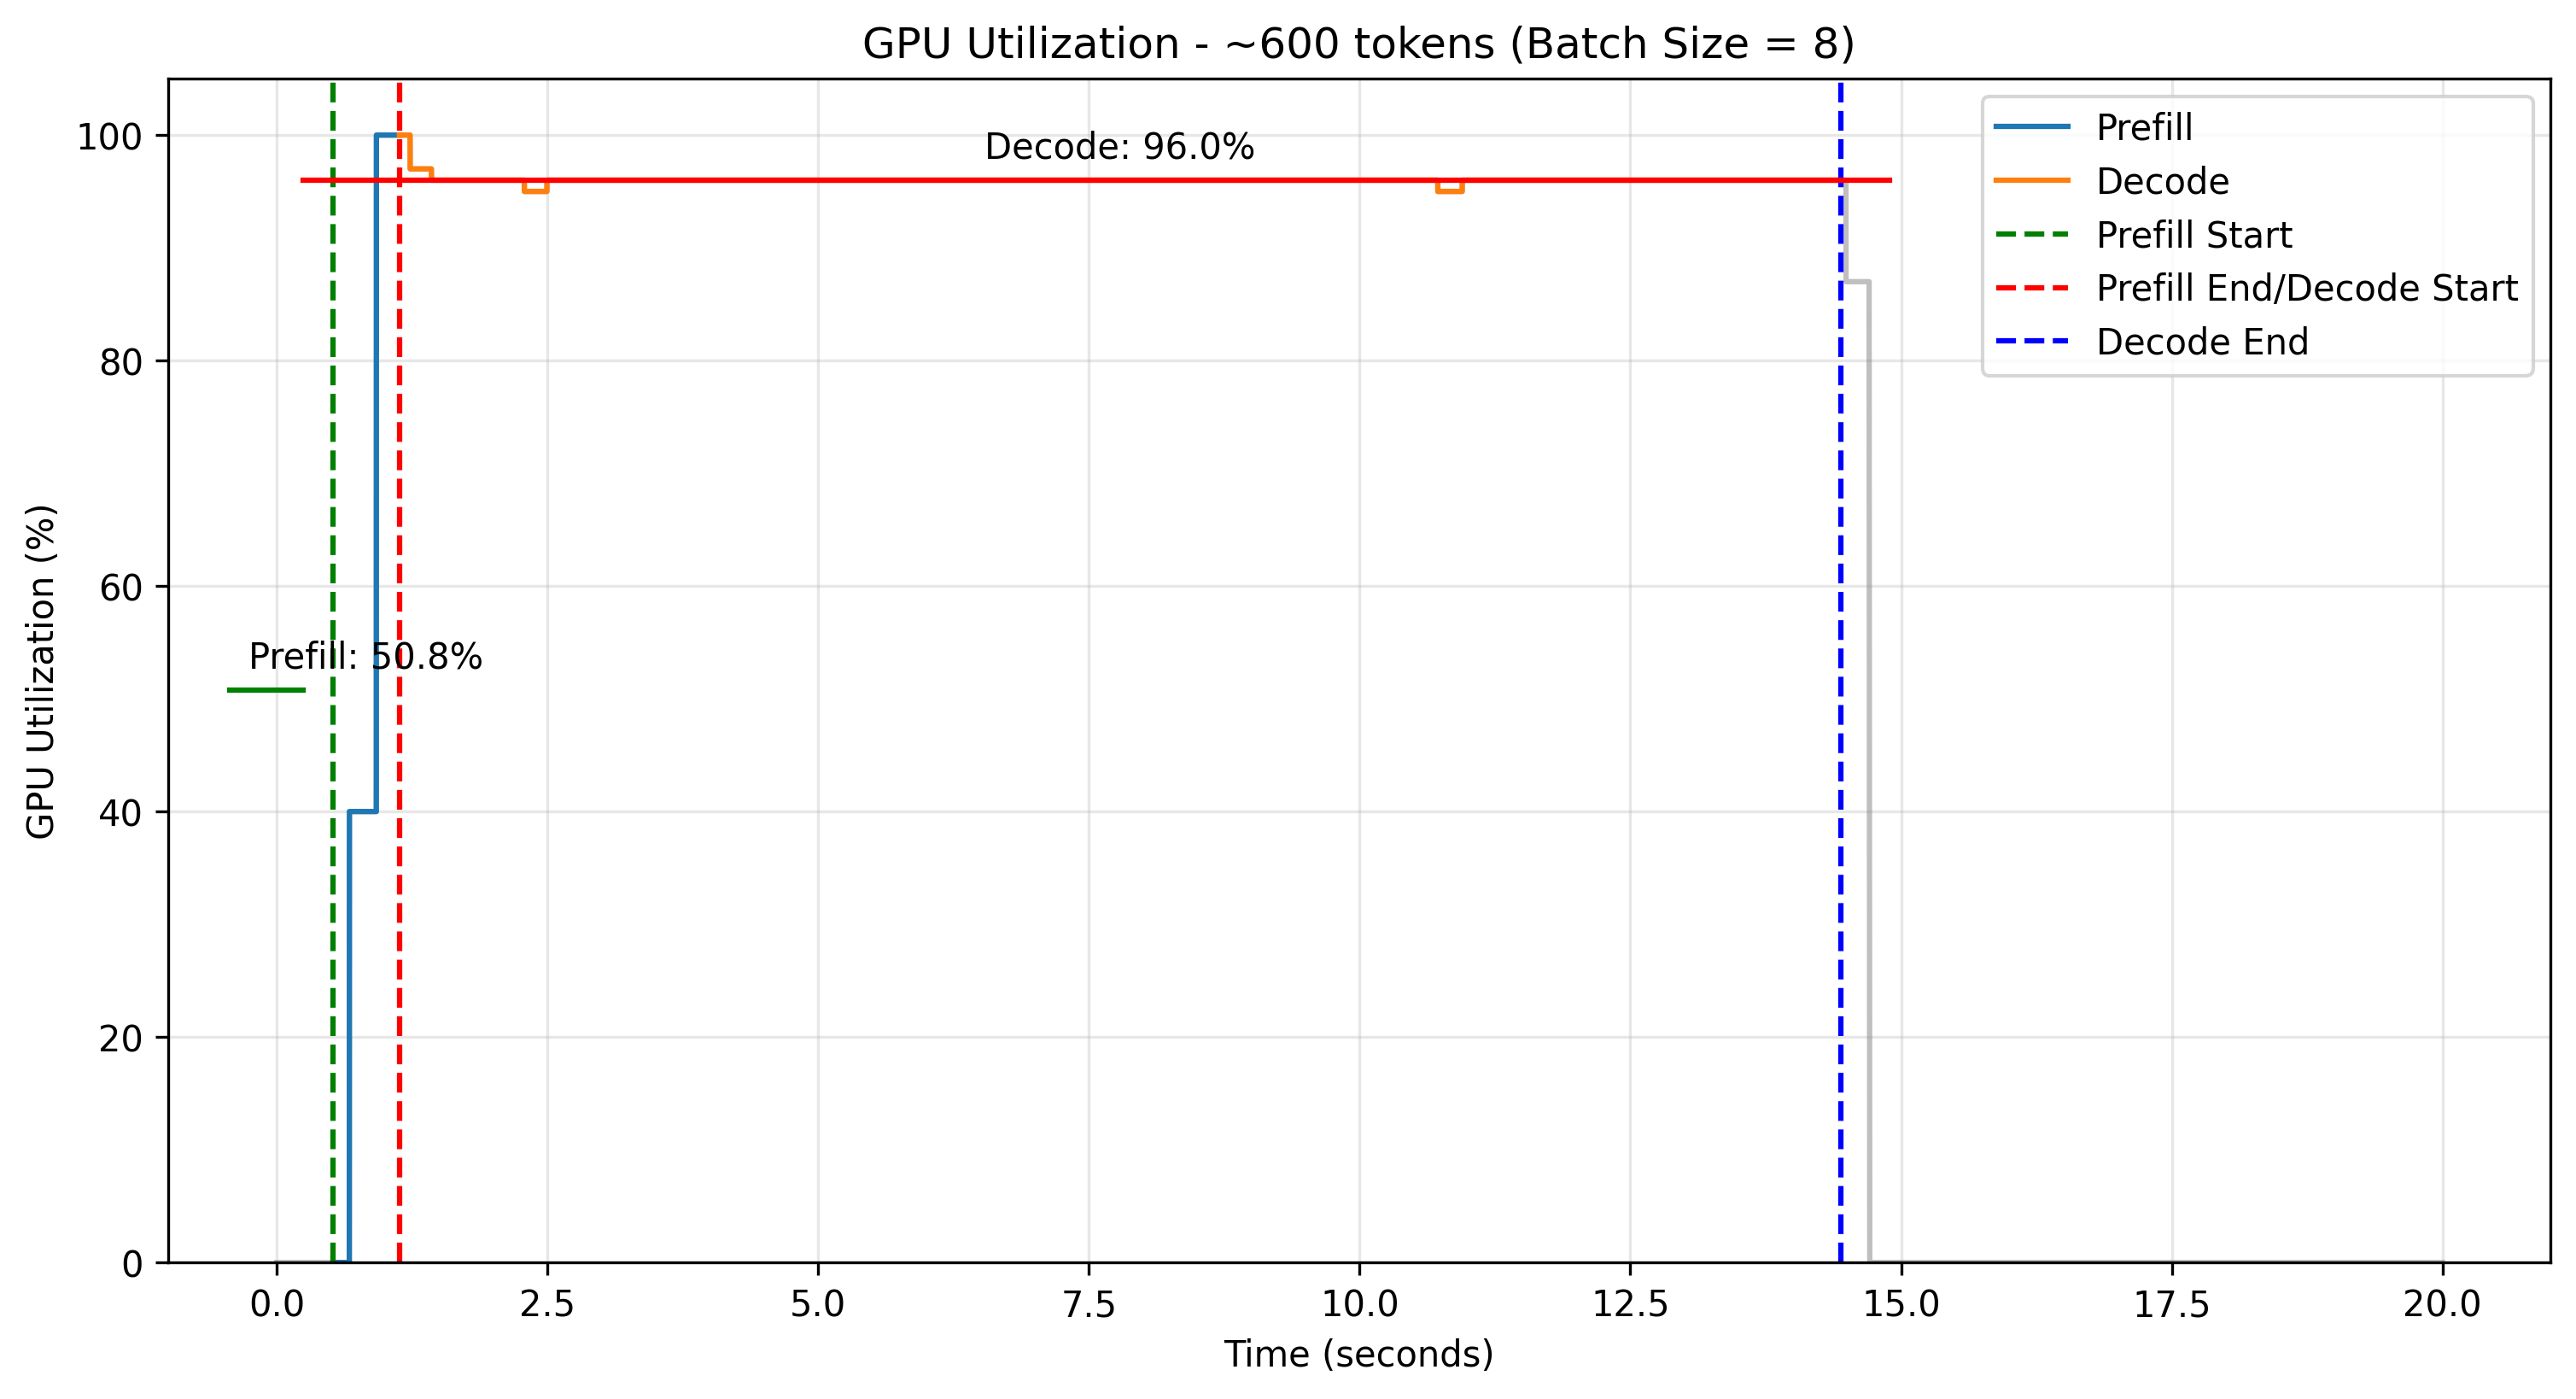 GPU Utilization - ~600 tokens (Batch Size = 8)
GPU Utilization (%)
100
80
60
40
20
0
Decode: 96.0%
Prefill: 50.8%
Prefill
Decode
Prefill Start
Prefill End/Decode Start
Decode End
0.0 2.5 5.0 7.5 10.0 12.5 15.0 17.5 20.0
Time (seconds)